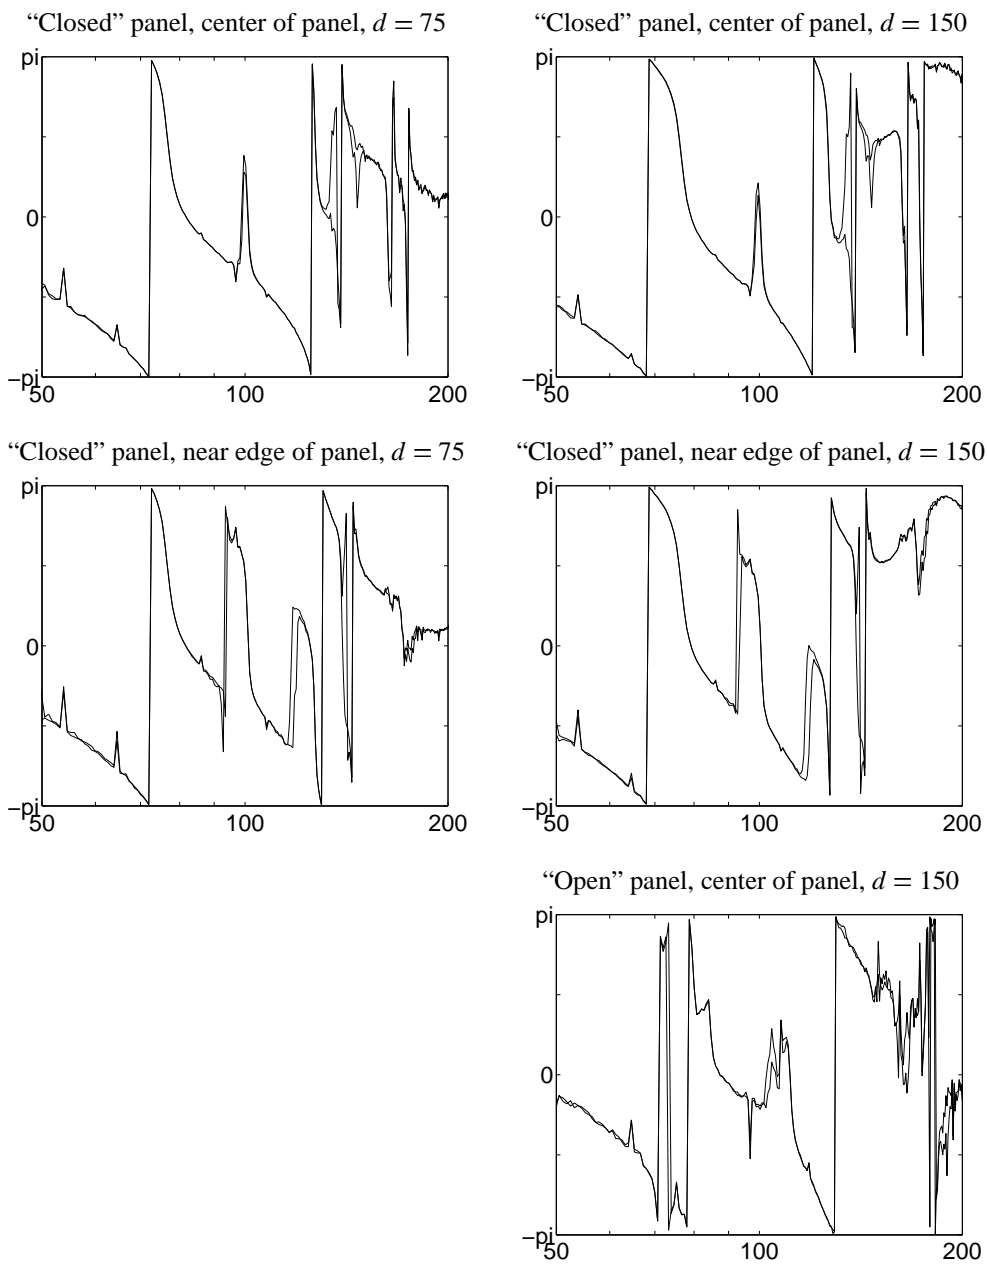 “Closed” panel, center of panel, d = 75
pi
0
−pi
50 100 200
“Closed” panel, center of panel, d = 150
pi
0
−pi
50 100 200
“Closed” panel, near edge of panel, d = 75
pi
0
−pi
50 100 200
“Closed” panel, near edge of panel, d = 150
pi
0
−pi
50 100 200
“Open” panel, center of panel, d = 150
pi
0
−pi
50 100 200